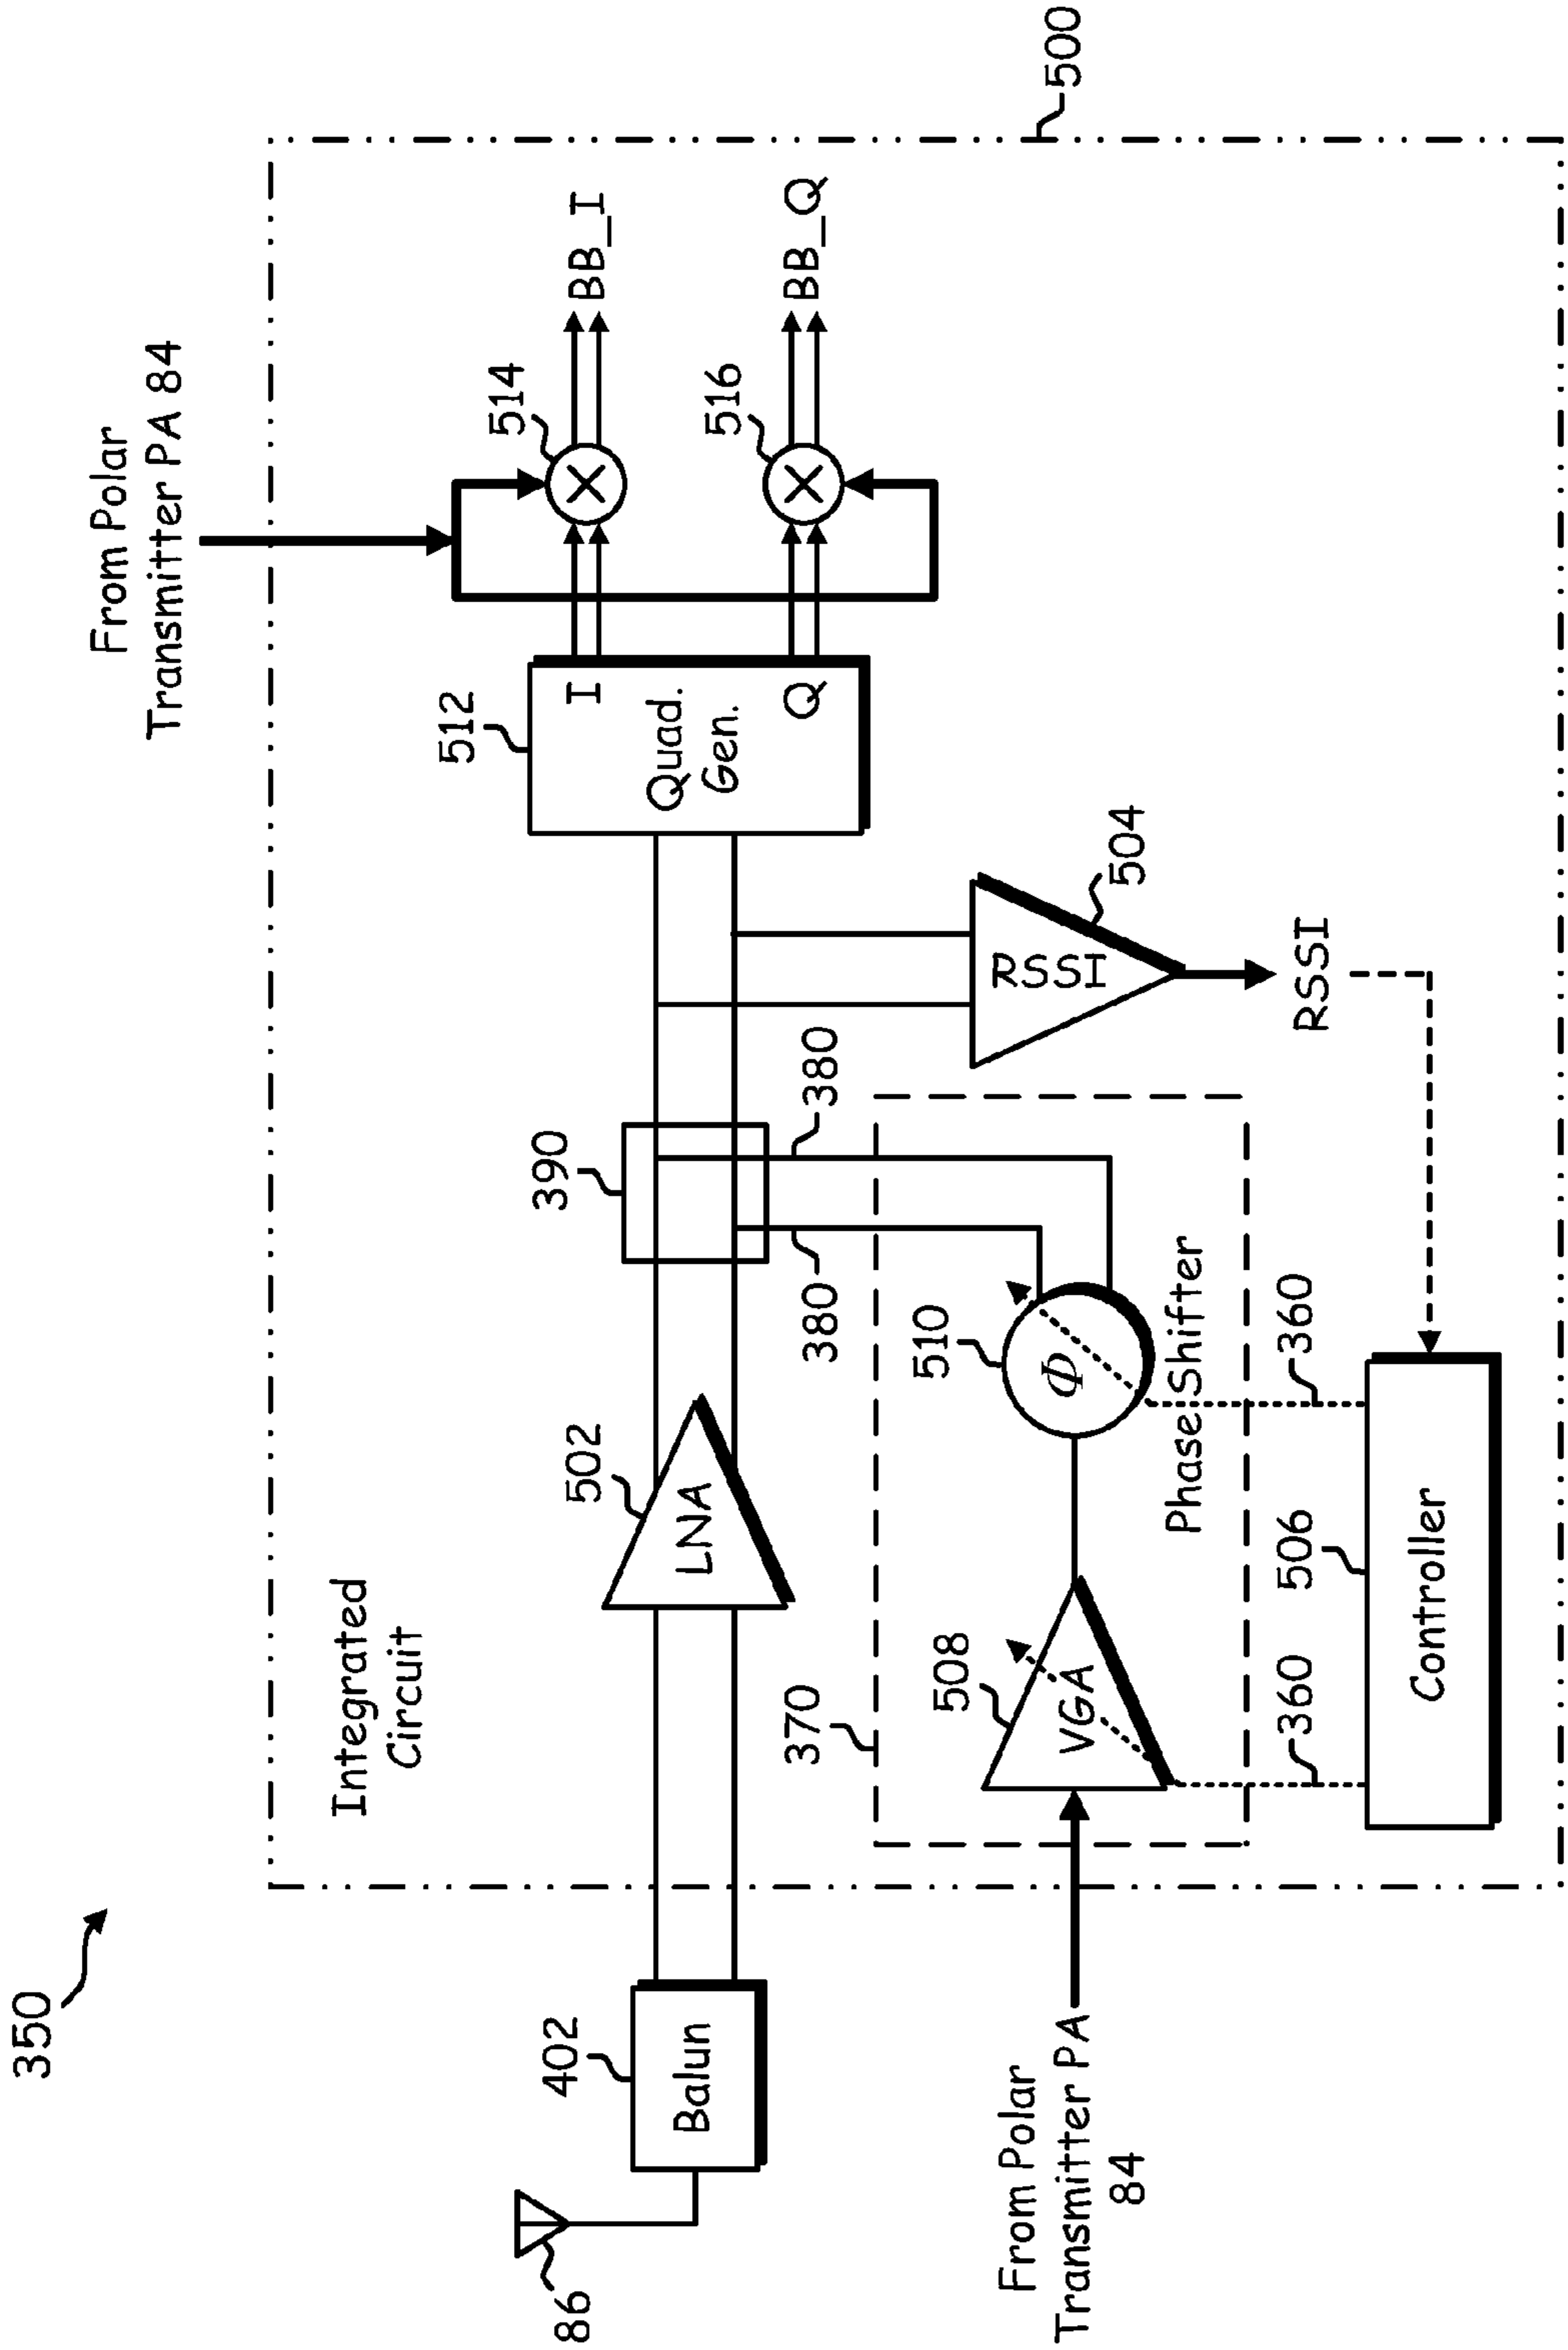 350
From Polar
Transmitter PA 84
500
Integrated
Circuit
86
402
Balun
502
LNA
390
512
I
Quad.
Gen.
Q
514
516
BB_I
BB_Q
380
380
370
508
VGA
510
Φ
Phase Shifter
RSSI
504
RSSI
From Polar
Transmitter PA
84
360
506
360
Controller